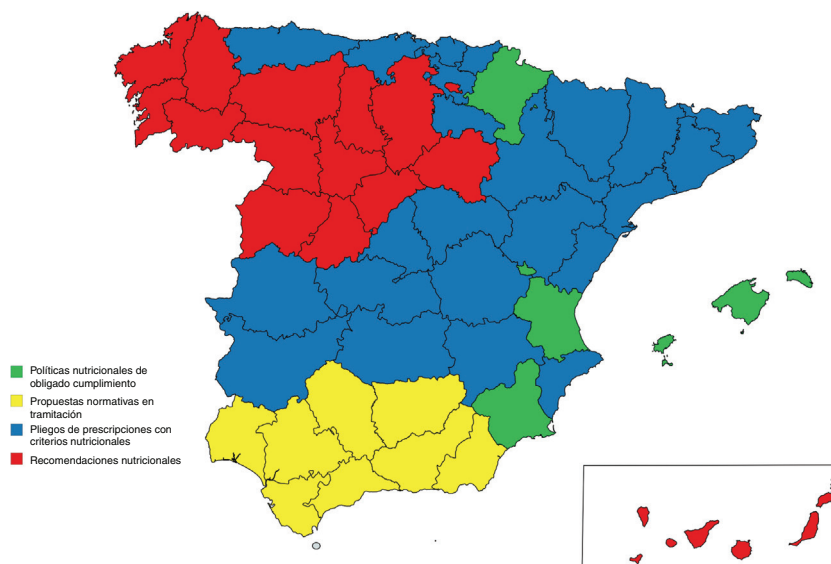 Políticas nutricionales de
obligado cumplimiento
Propuestas normativas en
tramitación
Pliegos de prescripciones con
criterios nutricionales
Recomendaciones nutricionales